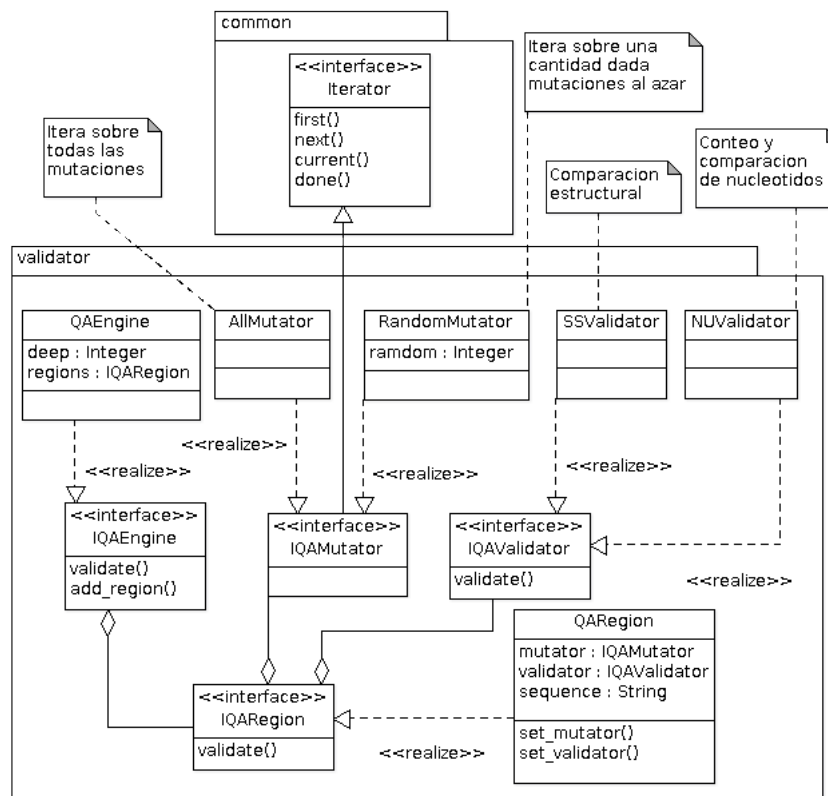 common
<<interface>>
Iterator
first()
next()
current()
done()
Itera sobre una
cantidad dada
mutaciones al azar
Itera sobre
todas las
mutaciones
Comparacion
estructural
Conteo y
comparacion
de nucleotidos
validator
QAEngine
deep : Integer
regions : IQARegion
AllMutator
RandomMutator
ramdom : Integer
SSValidator
NUValidator
<<realize>>
<<realize>>
<<realize>>
<<realize>>
<<realize>>
<<interface>>
IQAEngine
validate()
add_region()
<<interface>>
IQAMutator
<<interface>>
IQAValidator
validate()
QARegion
mutator : IQAMutator
validator : IQAValidator
sequence : String
set_mutator()
set_validator()
<<interface>>
IQARegion
validate()
<<realize>>